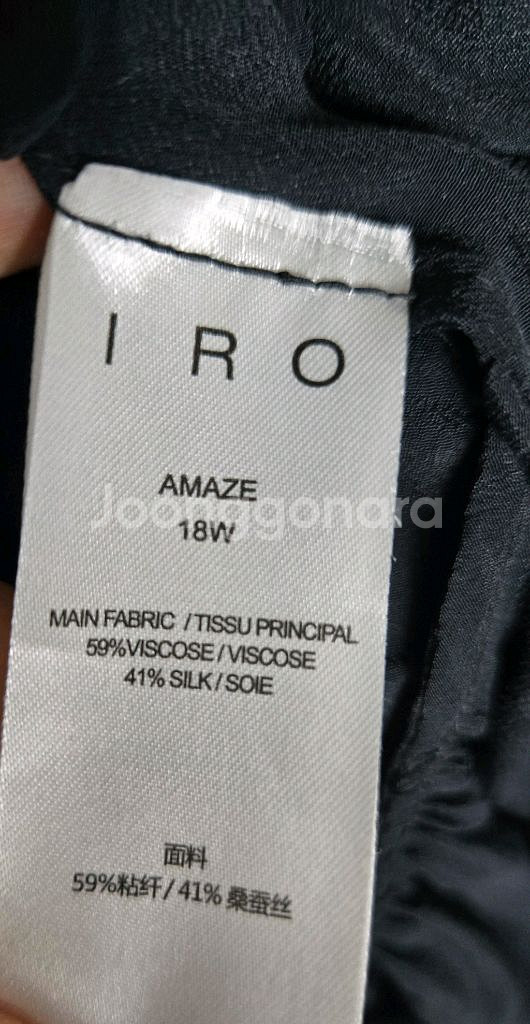 IRO
AMAZE
Joonggonara
18W
MAIN FABRIC / TISSU PRINCIPAL
59%VISCOSE / VISCOSE
41% SILK / SOIE
面料
59%粘纤 / 41% 桑蚕丝